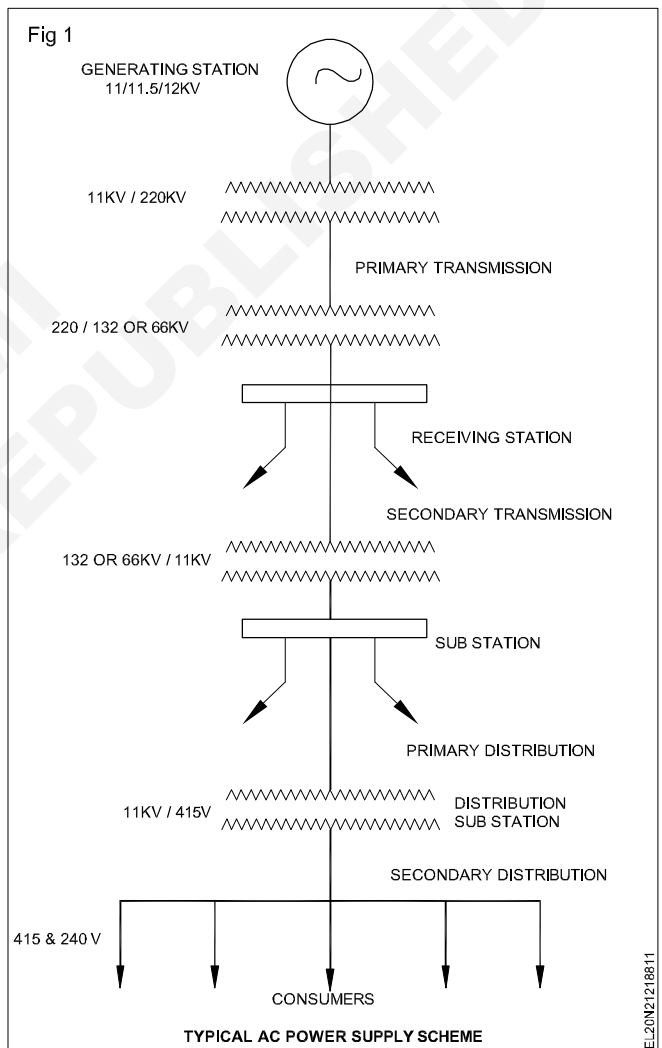 Fig 1
GENERATING STATION
11/11.5/12KV
11KV / 220KV
PRIMARY TRANSMISSION
220 / 132 OR 66KV
RECEIVING STATION
SECONDARY TRANSMISSION
132 OR 66KV / 11KV
SUB STATION
PRIMARY DISTRIBUTION
11KV / 415V
DISTRIBUTION
SUB STATION
SECONDARY DISTRIBUTION
415 & 240 V
CONSUMERS
TYPICAL AC POWER SUPPLY SCHEME
EL20N21218811
REPUBLISHED